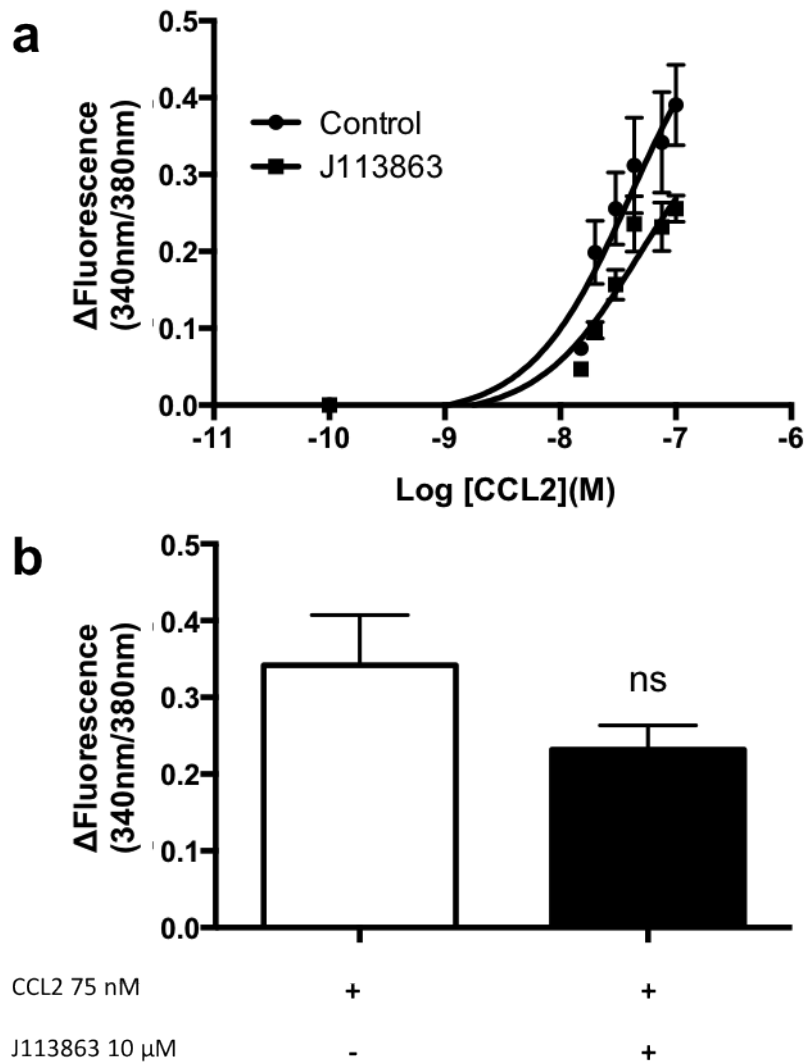 a
ΔFluorescence
(340nm/380nm)
0.5
0.4
0.3
0.2
0.1
0.0
Control
J113863
-11 -10 -9 -8 -7 -6
Log [CCL2](M)
b
ΔFluorescence
(340nm/380nm)
0.5
0.4
0.3
0.2
0.1
0.0
ns
CCL2 75 nM + +
J113863 10 μM - +